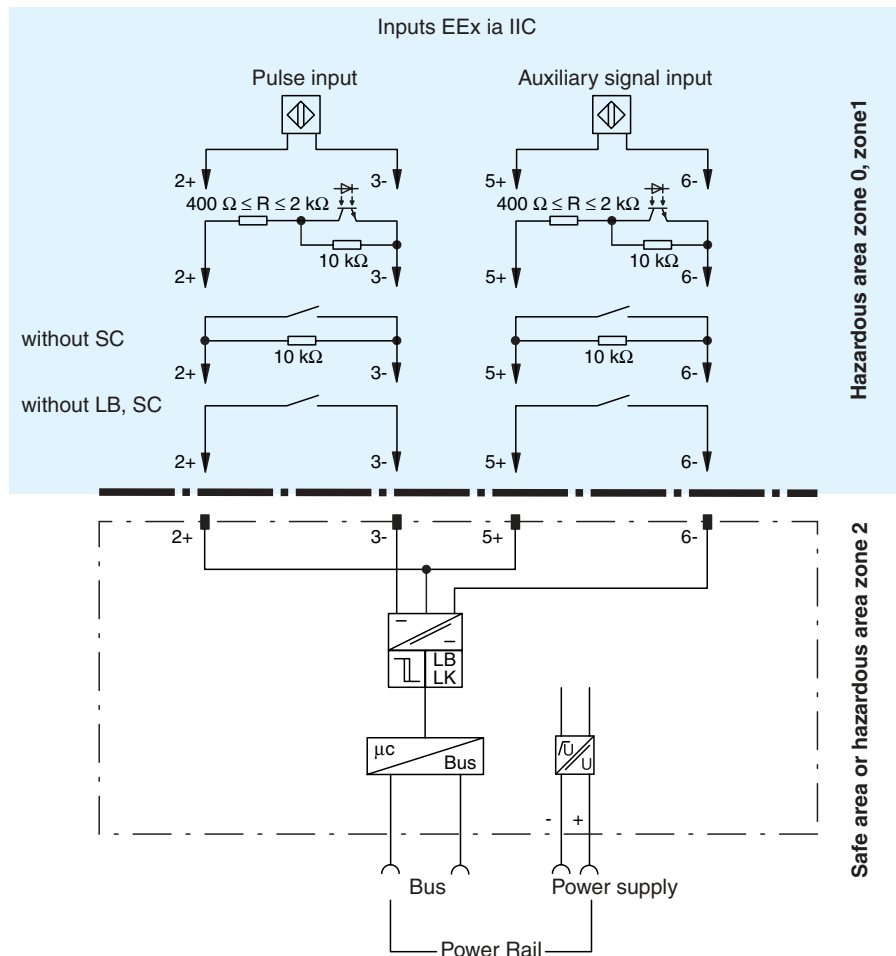 Inputs EEx ia IIC
Pulse input
Auxiliary signal input
2+
3-
5+
6-
400 Ω ≤ R ≤ 2 kΩ
400 Ω ≤ R ≤ 2 kΩ
10 kΩ
10 kΩ
2+
3-
5+
6-
without SC
10 kΩ
10 kΩ
2+
3-
5+
6-
without LB, SC
2+
3-
5+
6-
Hazardous area zone 0, zone1
2+
3-
5+
6-
LB
LK
µc
Bus
U
U
-
+
Bus
Power supply
Power Rail
Safe area or hazardous area zone 2